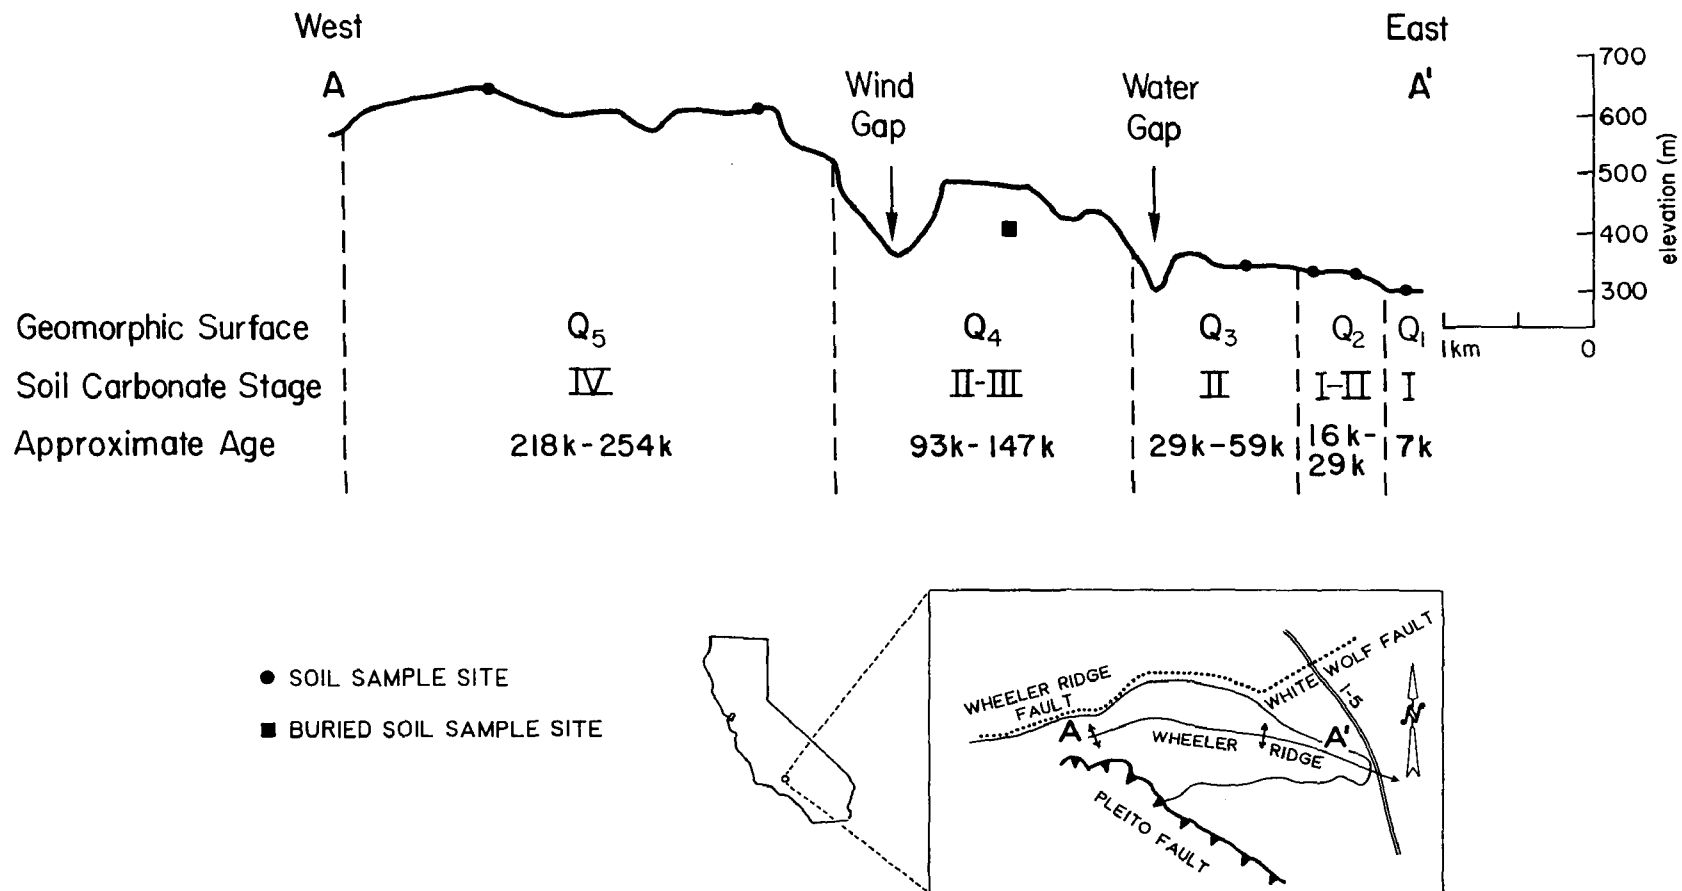 West
East
A
A'
Wind
Gap
Water
Gap
700
600
500
400
300
elevation (m)
Geomorphic Surface Q5 Q4 Q3 Q2 Q1
1km 0
Soil Carbonate Stage IV II-III II I-II I
Approximate Age 218k-254k 93k-147k 29k-59k 16k-29k 7k
SOIL SAMPLE SITE
BURIED SOIL SAMPLE SITE
WHEELER RIDGE
FAULT
WHITE WOLF FAULT
I-5
N
A
A'
WHEELER RIDGE
PLEITO FAULT